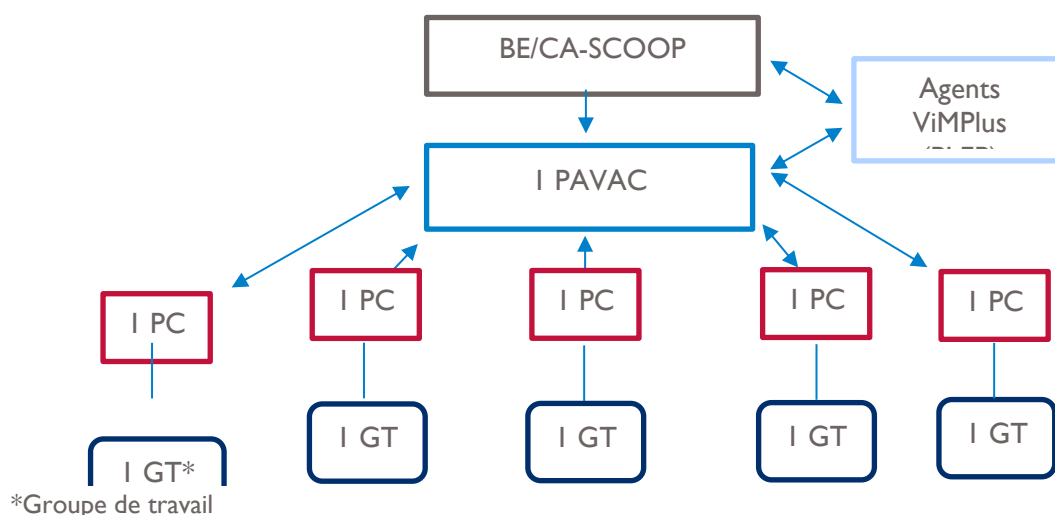 BE/CA-SCOOP
Agents
ViMPlus
1 PAVAC
1 PC
1 PC
1 PC
1 PC
1 PC
1 GT*
1 GT
1 GT
1 GT
1 GT
*Groupe de travail